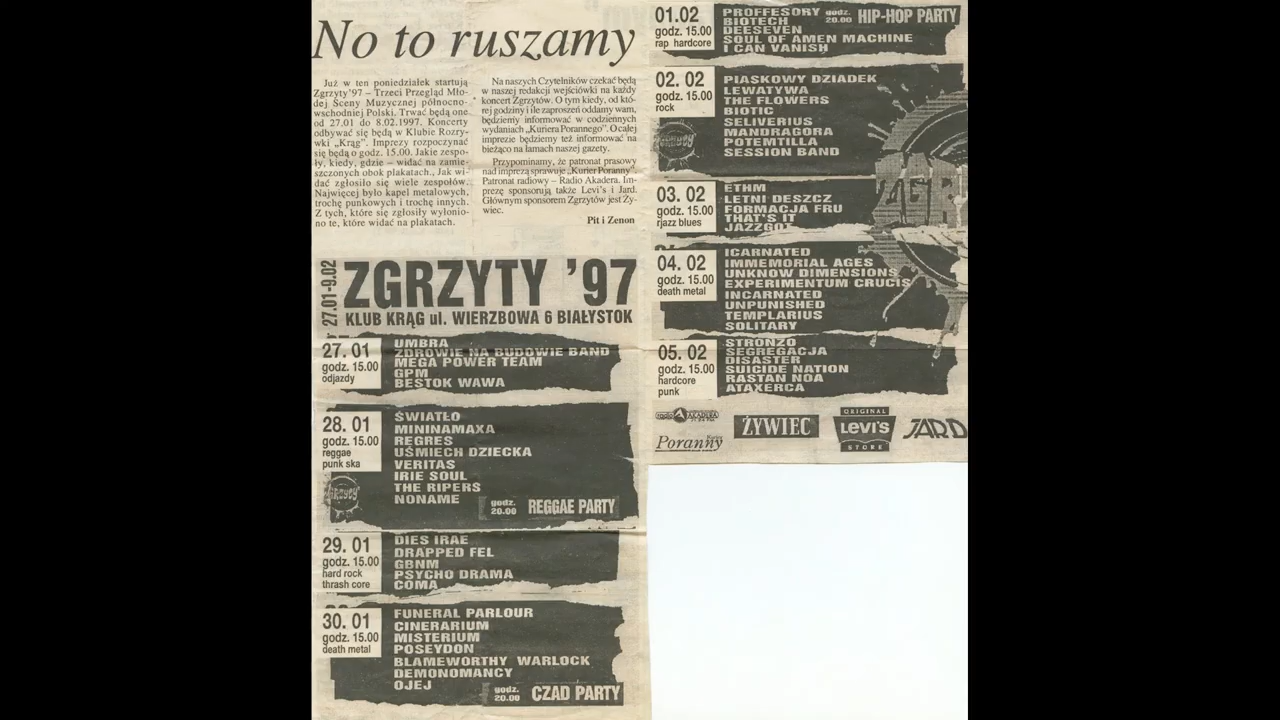 No to ruszamy
Już w ten poniedziałek startują
Zgrzyty'97 – Trzeci Przegląd Mło-
dej Sceny Muzycznej północno-
wschodniej Polski. Trwać będą one
od 27.01 do 8.02.1997. Koncerty
odbywać się będą w Klubie Rozry-
wki „Krąg". Imprezy rozpoczynać
się będą o godz. 15.00. Jakie zespo-
ły, kiedy, gdzie – widać na zamie-
szczonych obok plakatach., Jak wi-
dać zgłosiło się wiele zespołów.
Najwięcej było kapel metalowych,
trochę punkowych i trochę innych.
Z tych, które się zgłosiły wyłonio-
no te, które widać na plakatach.
Na naszych Czytelników czekać będą
w naszej redakcji wejściówki na każdy
koncert Zgrzytów. O tym kiedy, od któ-
rej godziny i ile zaproszeń oddamy wam,
będziemy informować w codziennych
wydaniach „Kuriera Porannego". O całej
imprezie będziemy też informować na
bieżąco na łamach naszej gazety.
Przypominamy, że patronat prasowy
nad imprezą sprawuje „Kurier Poranny".
Patronat radiowy – Radio Akadera. Im-
prezę sponsorują także Levi's i Jard.
Głównym sponsorem Zgrzytów jest Ży-
wiec.
Pit i Zenon
27.01-9.02
ZGRZYTY '97
KLUB KRĄG ul. WIERZBOWA 6 BIAŁYSTOK
27. 01
godz. 15.00
odjazdy
UMBRA
ZDROWIE NA BUDOWIE BAND
MEGA POWER TEAM
GPM
BESTOK WAWA
28. 01
godz. 15.00
reggae
punk ska
ŚWIATŁO
MININAMAXA
REGRES
UŚMIECH DZIECKA
VERITAS
IRIE SOUL
THE RIPERS
NONAME
godz. 20.00 REGGAE PARTY
29. 01
godz. 15.00
hard rock
thrash core
DIES IRAE
DRAPPED FEL
GBNM
PSYCHO DRAMA
COMA
30. 01
godz. 15.00
death metal
FUNERAL PARLOUR
CINERARIUM
MISTERIUM
POSEYDON
BLAMEWORTHY WARLOCK
DEMONOMANCY
OJEJ
godz. 20.00 CZAD PARTY
01.02
godz. 15.00
rap hardcore
PROFFESORY
BIOTECH
DEESEVEN
SOUL OF AMEN MACHINE
I CAN VANISH
godz. 20.00 HIP-HOP PARTY
02. 02
godz. 15.00
rock
PIASKOWY DZIADEK
LEWATYWA
THE FLOWERS
BIOTIC
SELIVERIUS
MANDRAGORA
POTEMTILLA
SESSION BAND
03. 02
godz. 15.00
rjazz blues
ETHM
LETNI DESZCZ
FORMACJA FRU
THAT'S IT
JAZZGOT
04. 02
godz. 15.00
death metal
ICARNATED
IMMEMORIAL AGES
UNKNOW DIMENSIONS
EXPERIMENTUM CRUCIS
INCARNATED
UNPUNISHED
TEMPLARIUS
SOLITARY
05. 02
godz. 15.00
hardcore
punk
STRONZO
SEGREGACJA
DISASTER
SUICIDE NATION
RASTAN NOA
ATAXERCA
AKADERA
Kurier
Poranny
ŻYWIEC
ORIGINAL
LEVI'S
STORE
JARD